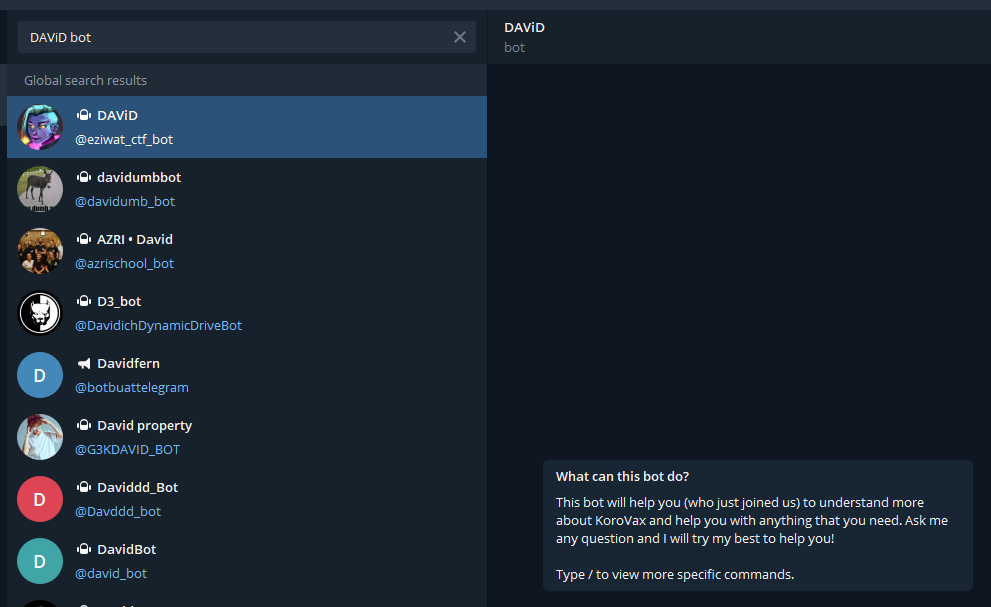 DAViD bot
Global search results
DAViD
@eziwat_ctf_bot
davidumbbot
@davidumb_bot
AZRI • David
@azrischool_bot
D3_bot
@DavidichDynamicDriveBot
D
Davidfern
@botbuattelegram
David property
@G3KDAVID_BOT
D
Daviddd_Bot
@Davddd_bot
D
DavidBot
@david_bot
DAViD
bot
What can this bot do?
This bot will help you (who just joined us) to understand more
about KoroVax and help you with anything that you need. Ask me
any question and I will try my best to help you!
Type / to view more specific commands.